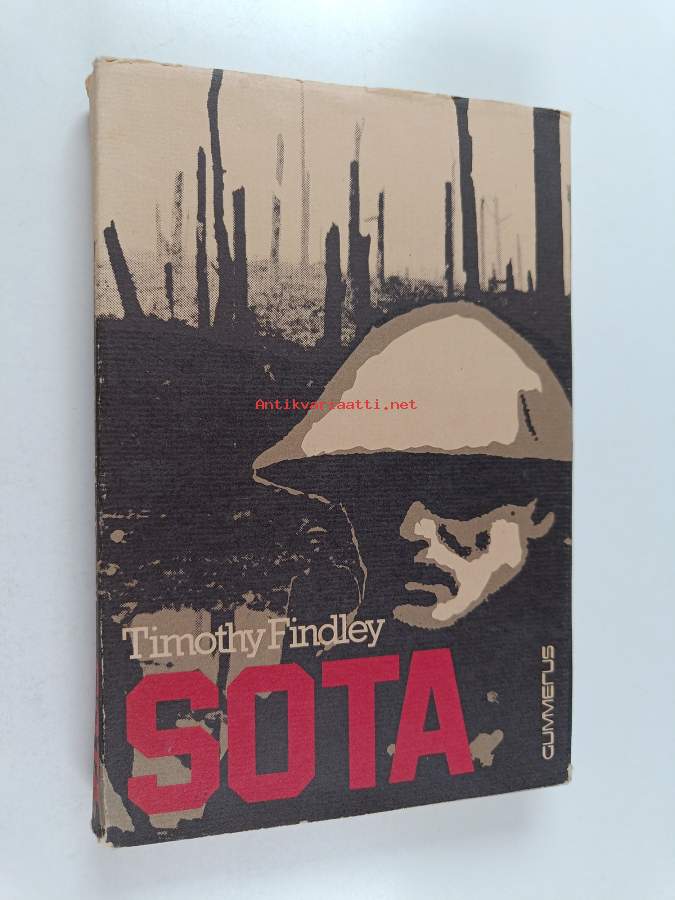 Antikvariaatti.net
Timothy Findley
SOTA
GUMMERUS